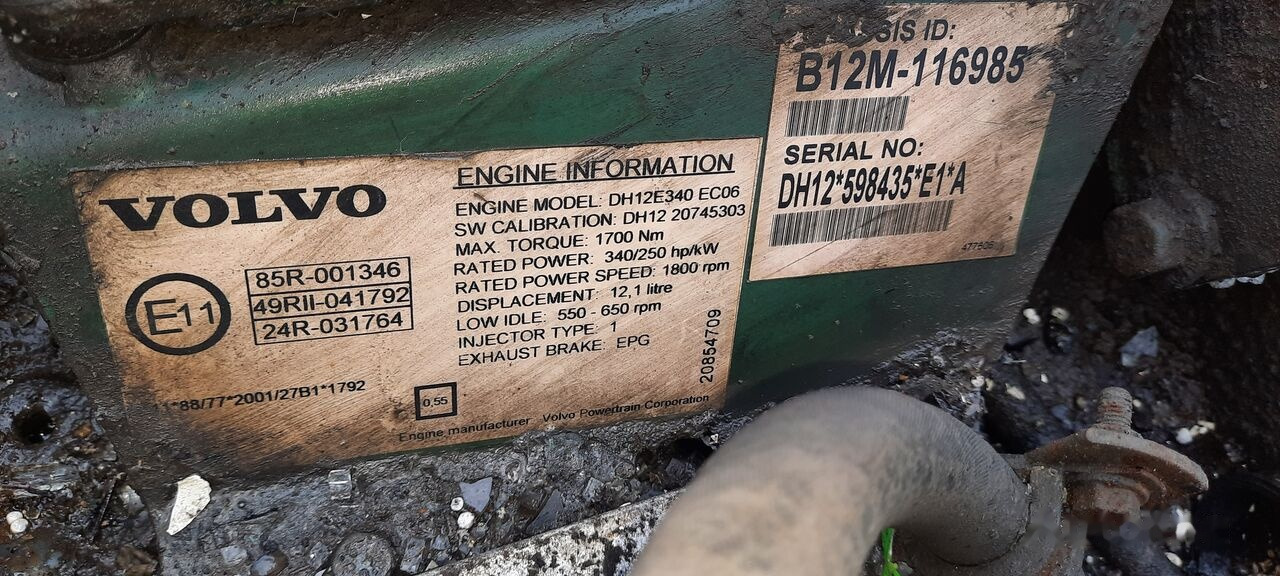 VOLVO
E11
85R-001346
49RII-041792
24R-031764
11*88/77*2001/27B1*1792
0,55
ENGINE INFORMATION
ENGINE MODEL: DH12E340 EC06
SW CALIBRATION: DH12 20745303
MAX. TORQUE: 1700 Nm
RATED POWER: 340/250 hp/kW
RATED POWER SPEED: 1800 rpm
DISPLACEMENT: 12,1 litre
LOW IDLE: 550 - 650 rpm
INJECTOR TYPE: 1
EXHAUST BRAKE: EPG
20854709
Engine manufacturer Volvo Powertrain Corporation
ID:
B12M-116985
SERIAL NO:
DH12*598435*E1*A